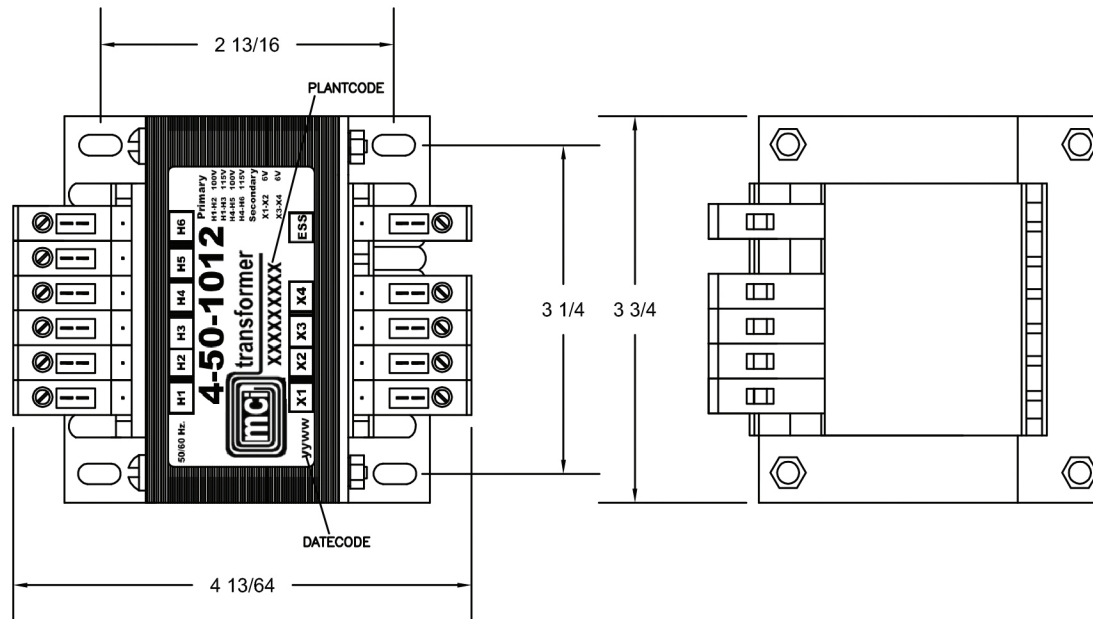 2 13/16
PLANTCODE
Primary
H1-H2 100V
H1-H3 115V
H4-H5 100V
H4-H6 115V
Secondary
X1-X2 6V
X3-X4 6V
H6
H5
H4
H3
H2
H1
4-50-1012
mci
transformer
XXXXXXXX
ESS
X4
X3
X2
X1
50/60 Hz.
yyww
DATECODE
3 1/4
3 3/4
4 13/64